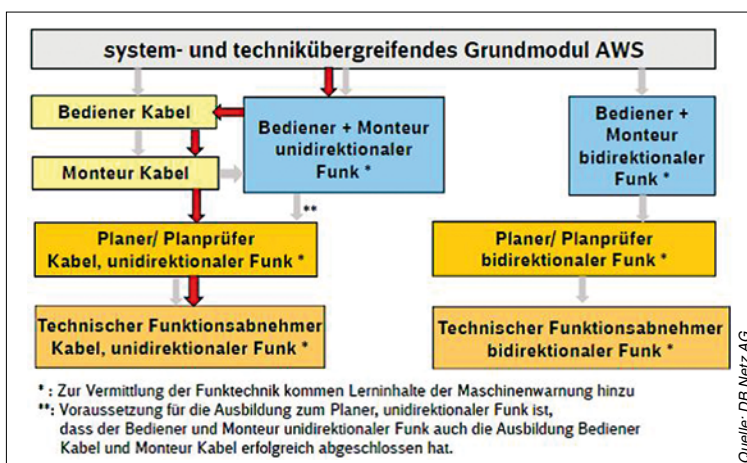 system- und technikübergreifendes Grundmodul AWS
Bediener Kabel
Monteur Kabel
Bediener + Monteur
unidirektionaler
Funk *
**
Bediener +
Monteur
bidirektionaler
Funk *
Planer/ Planprüfer
Kabel, unidirektionaler Funk *
Planer/ Planprüfer
bidirektionaler Funk *
Technischer Funktionsabnehmer
Kabel, unidirektionaler Funk *
Technischer Funktionsabnehmer
bidirektionaler Funk *
* : Zur Vermittlung der Funktechnik kommen Lerninhalte der Maschinenwarnung hinzu
**: Voraussetzung für die Ausbildung zum Planer, unidirektionaler Funk ist,
dass der Bediener und Monteur unidirektionaler Funk auch die Ausbildung Bediener
Kabel und Monteur Kabel erfolgreich abgeschlossen hat.
Quelle: DB Netz AG